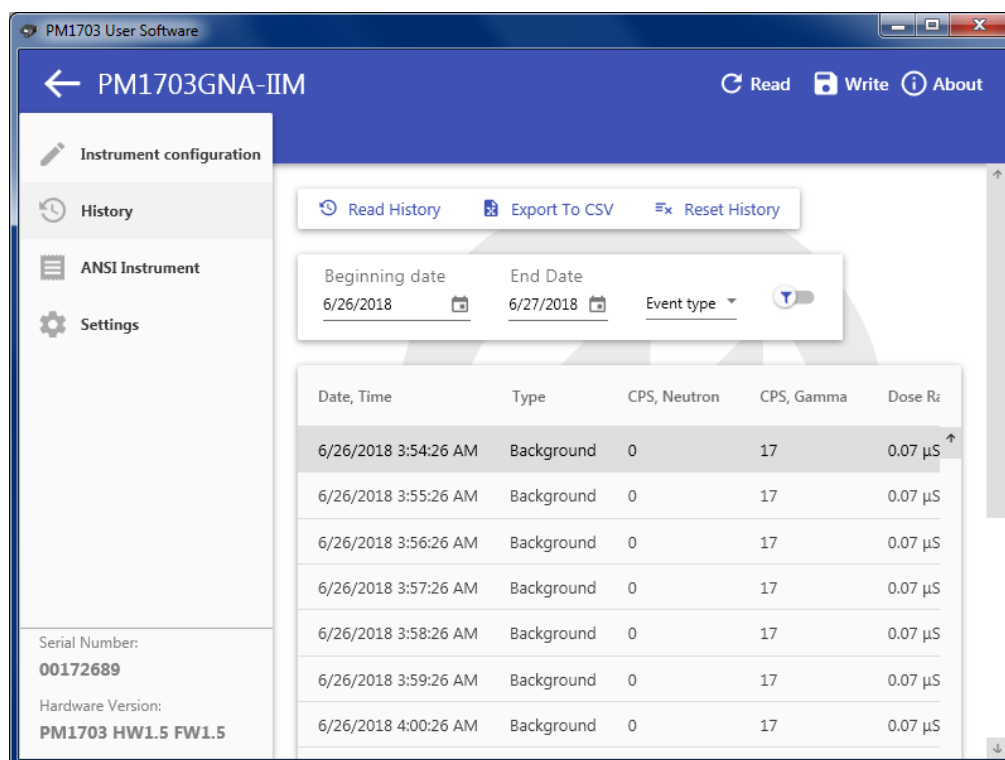 PM1703 User Software
PM1703GNA-IIM
Read Write About
Instrument configuration
History
ANSI Instrument
Settings
Serial Number:
00172689
Hardware Version:
PM1703 HW1.5 FW1.5
Read History Export To CSV Reset History
Beginning date End Date
6/26/2018 6/27/2018 Event type
Date, Time Type CPS, Neutron CPS, Gamma Dose Ra
6/26/2018 3:54:26 AM Background 0 17 0.07 µS
6/26/2018 3:55:26 AM Background 0 17 0.07 µS
6/26/2018 3:56:26 AM Background 0 17 0.07 µS
6/26/2018 3:57:26 AM Background 0 17 0.07 µS
6/26/2018 3:58:26 AM Background 0 17 0.07 µS
6/26/2018 3:59:26 AM Background 0 17 0.07 µS
6/26/2018 4:00:26 AM Background 0 17 0.07 µS